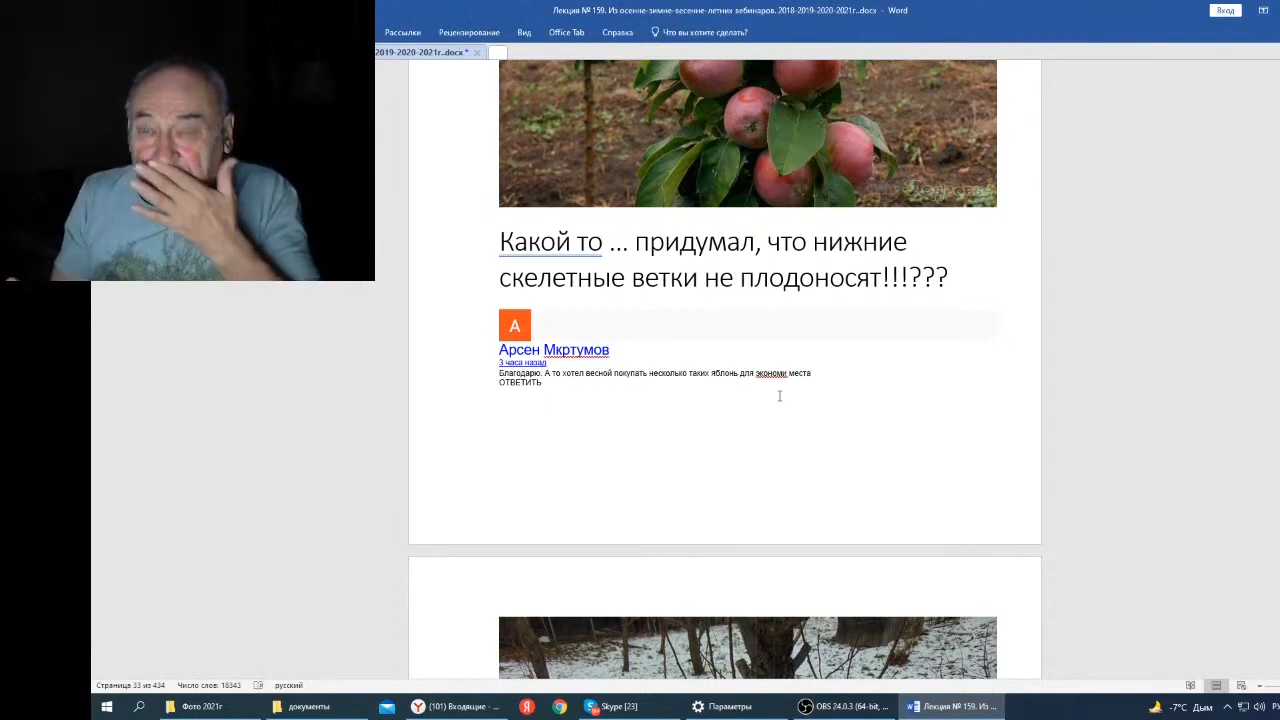 Лекция № 159. Из осенне-зимне-весенне-летних вебинаров. 2018-2019-2020-2021г..docx - Word
Вход
Рассылки Рецензирование Вид Office Tab Справка Что вы хотите сделать?
2019-2020-2021г..docx *
Какой то ... придумал, что нижние
скелетные ветки не плодоносят!!!???
А
Арсен Мкртумов
3 часа назад
Благодарю. А то хотел весной покупать несколько таких яблонь для экономи места
ОТВЕТИТЬ
Страница 33 из 434 Число слов: 18343 русский
Фото 2021г документы (101) Входящие - ... Skype [23] Параметры OBS 24.0.3 (64-bit, ... Лекция № 159. Из ... -7°C Дым